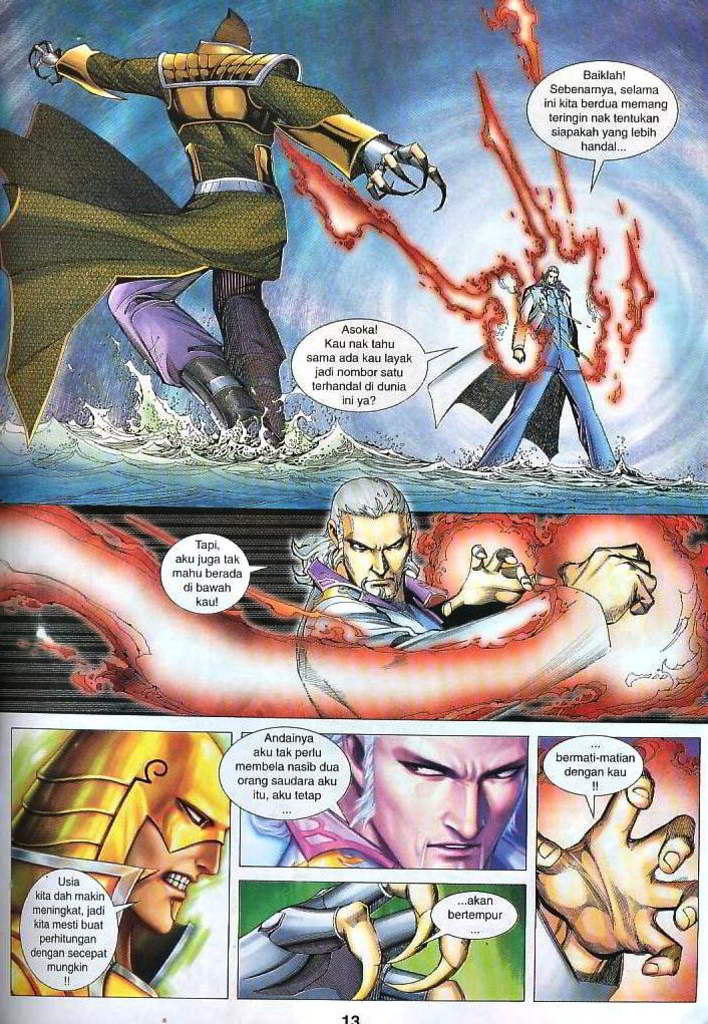 Baiklah!
Sebenarnya, selama
ini kita berdua memang
teringin nak tentukan
siapakah yang lebih
handal...
Asoka!
Kau nak tahu
sama ada kau layak
jadi nombor satu
terhandal di dunia
ini ya?
Tapi,
aku juga tak
mahu berada
di bawah
kau!
Usia
kita dah makin
meningkat, jadi
kita mesti buat
perhitungan
dengan secepat
mungkin
!!
Andainya
aku tak perlu
membela nasib dua
orang saudara aku
itu, aku tetap
...
...akan
bertempur
...
...
bermati-matian
dengan kau
!!
13